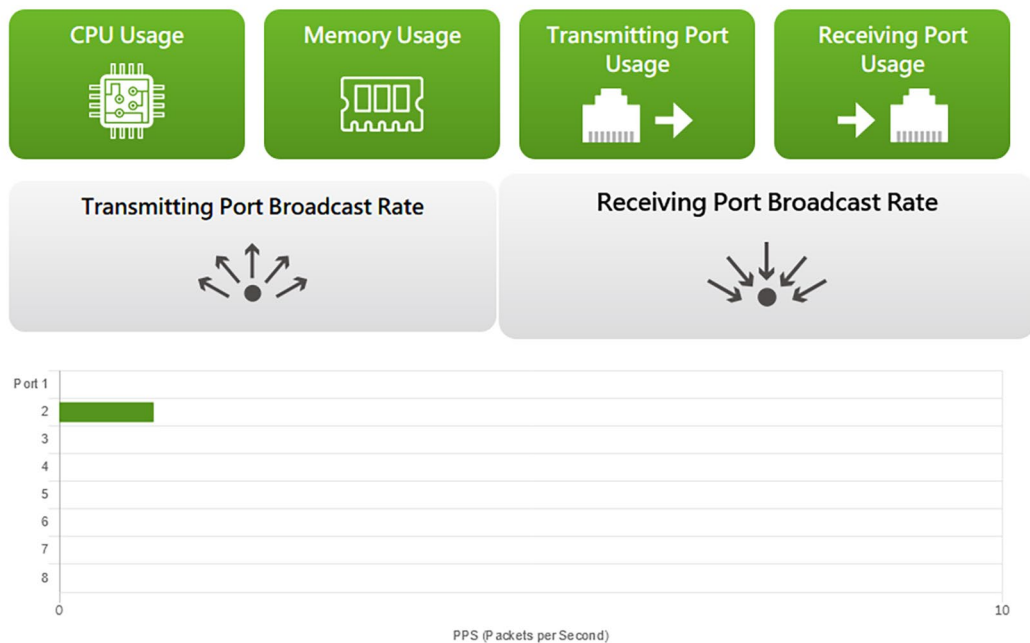 CPU Usage
Memory Usage
Transmitting Port
Usage
Receiving Port
Usage
Transmitting Port Broadcast Rate
Receiving Port Broadcast Rate
Port 1
2
3
4
5
6
7
8
0
10
PPS (Packets per Second)